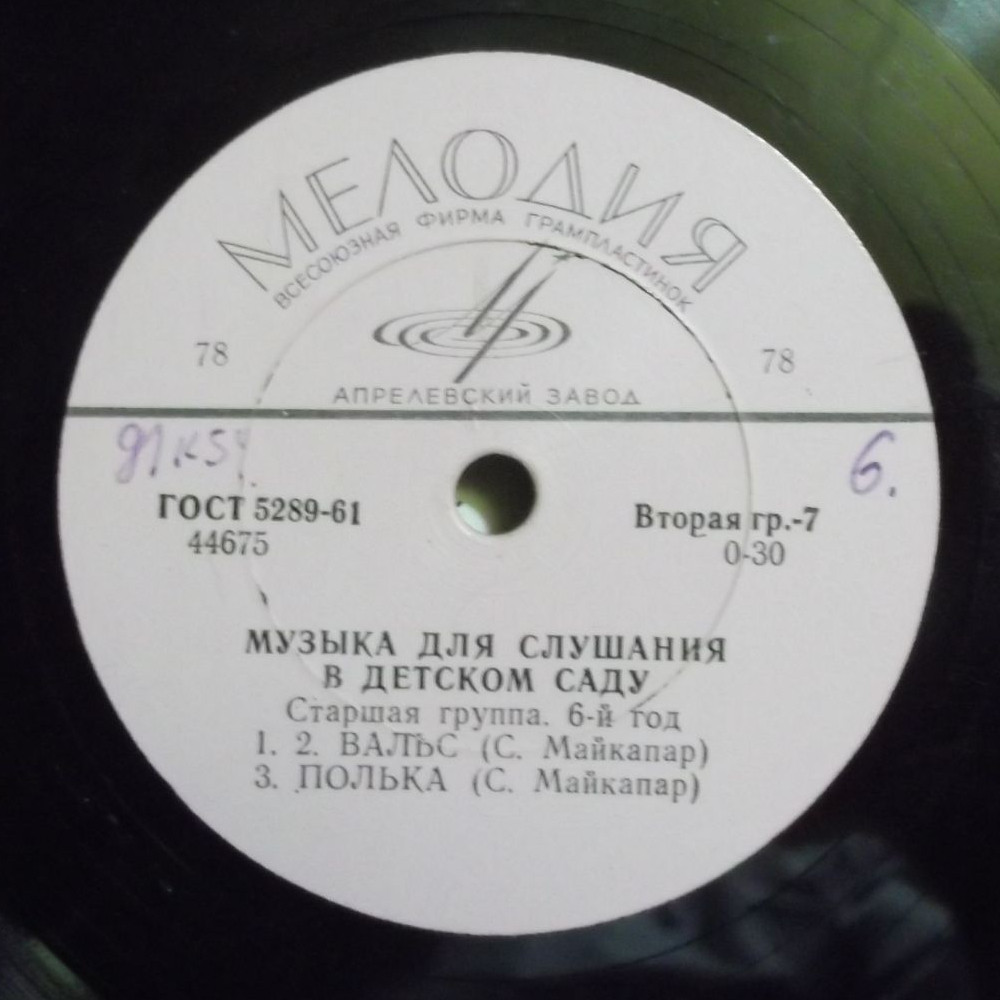 МЕЛОДИЯ
ВСЕСОЮЗНАЯ ФИРМА ГРАМПЛАСТИНОК
78 78
АПРЕЛЕВСКИЙ ЗАВОД
6.
ГОСТ 5289-61 Вторая гр.-7
44675 0-30
МУЗЫКА ДЛЯ СЛУШАНИЯ
В ДЕТСКОМ САДУ
Старшая группа. 6-й год
1. 2. ВАЛЬС (С. Майкапар)
3. ПОЛЬКА (С. Майкапар)